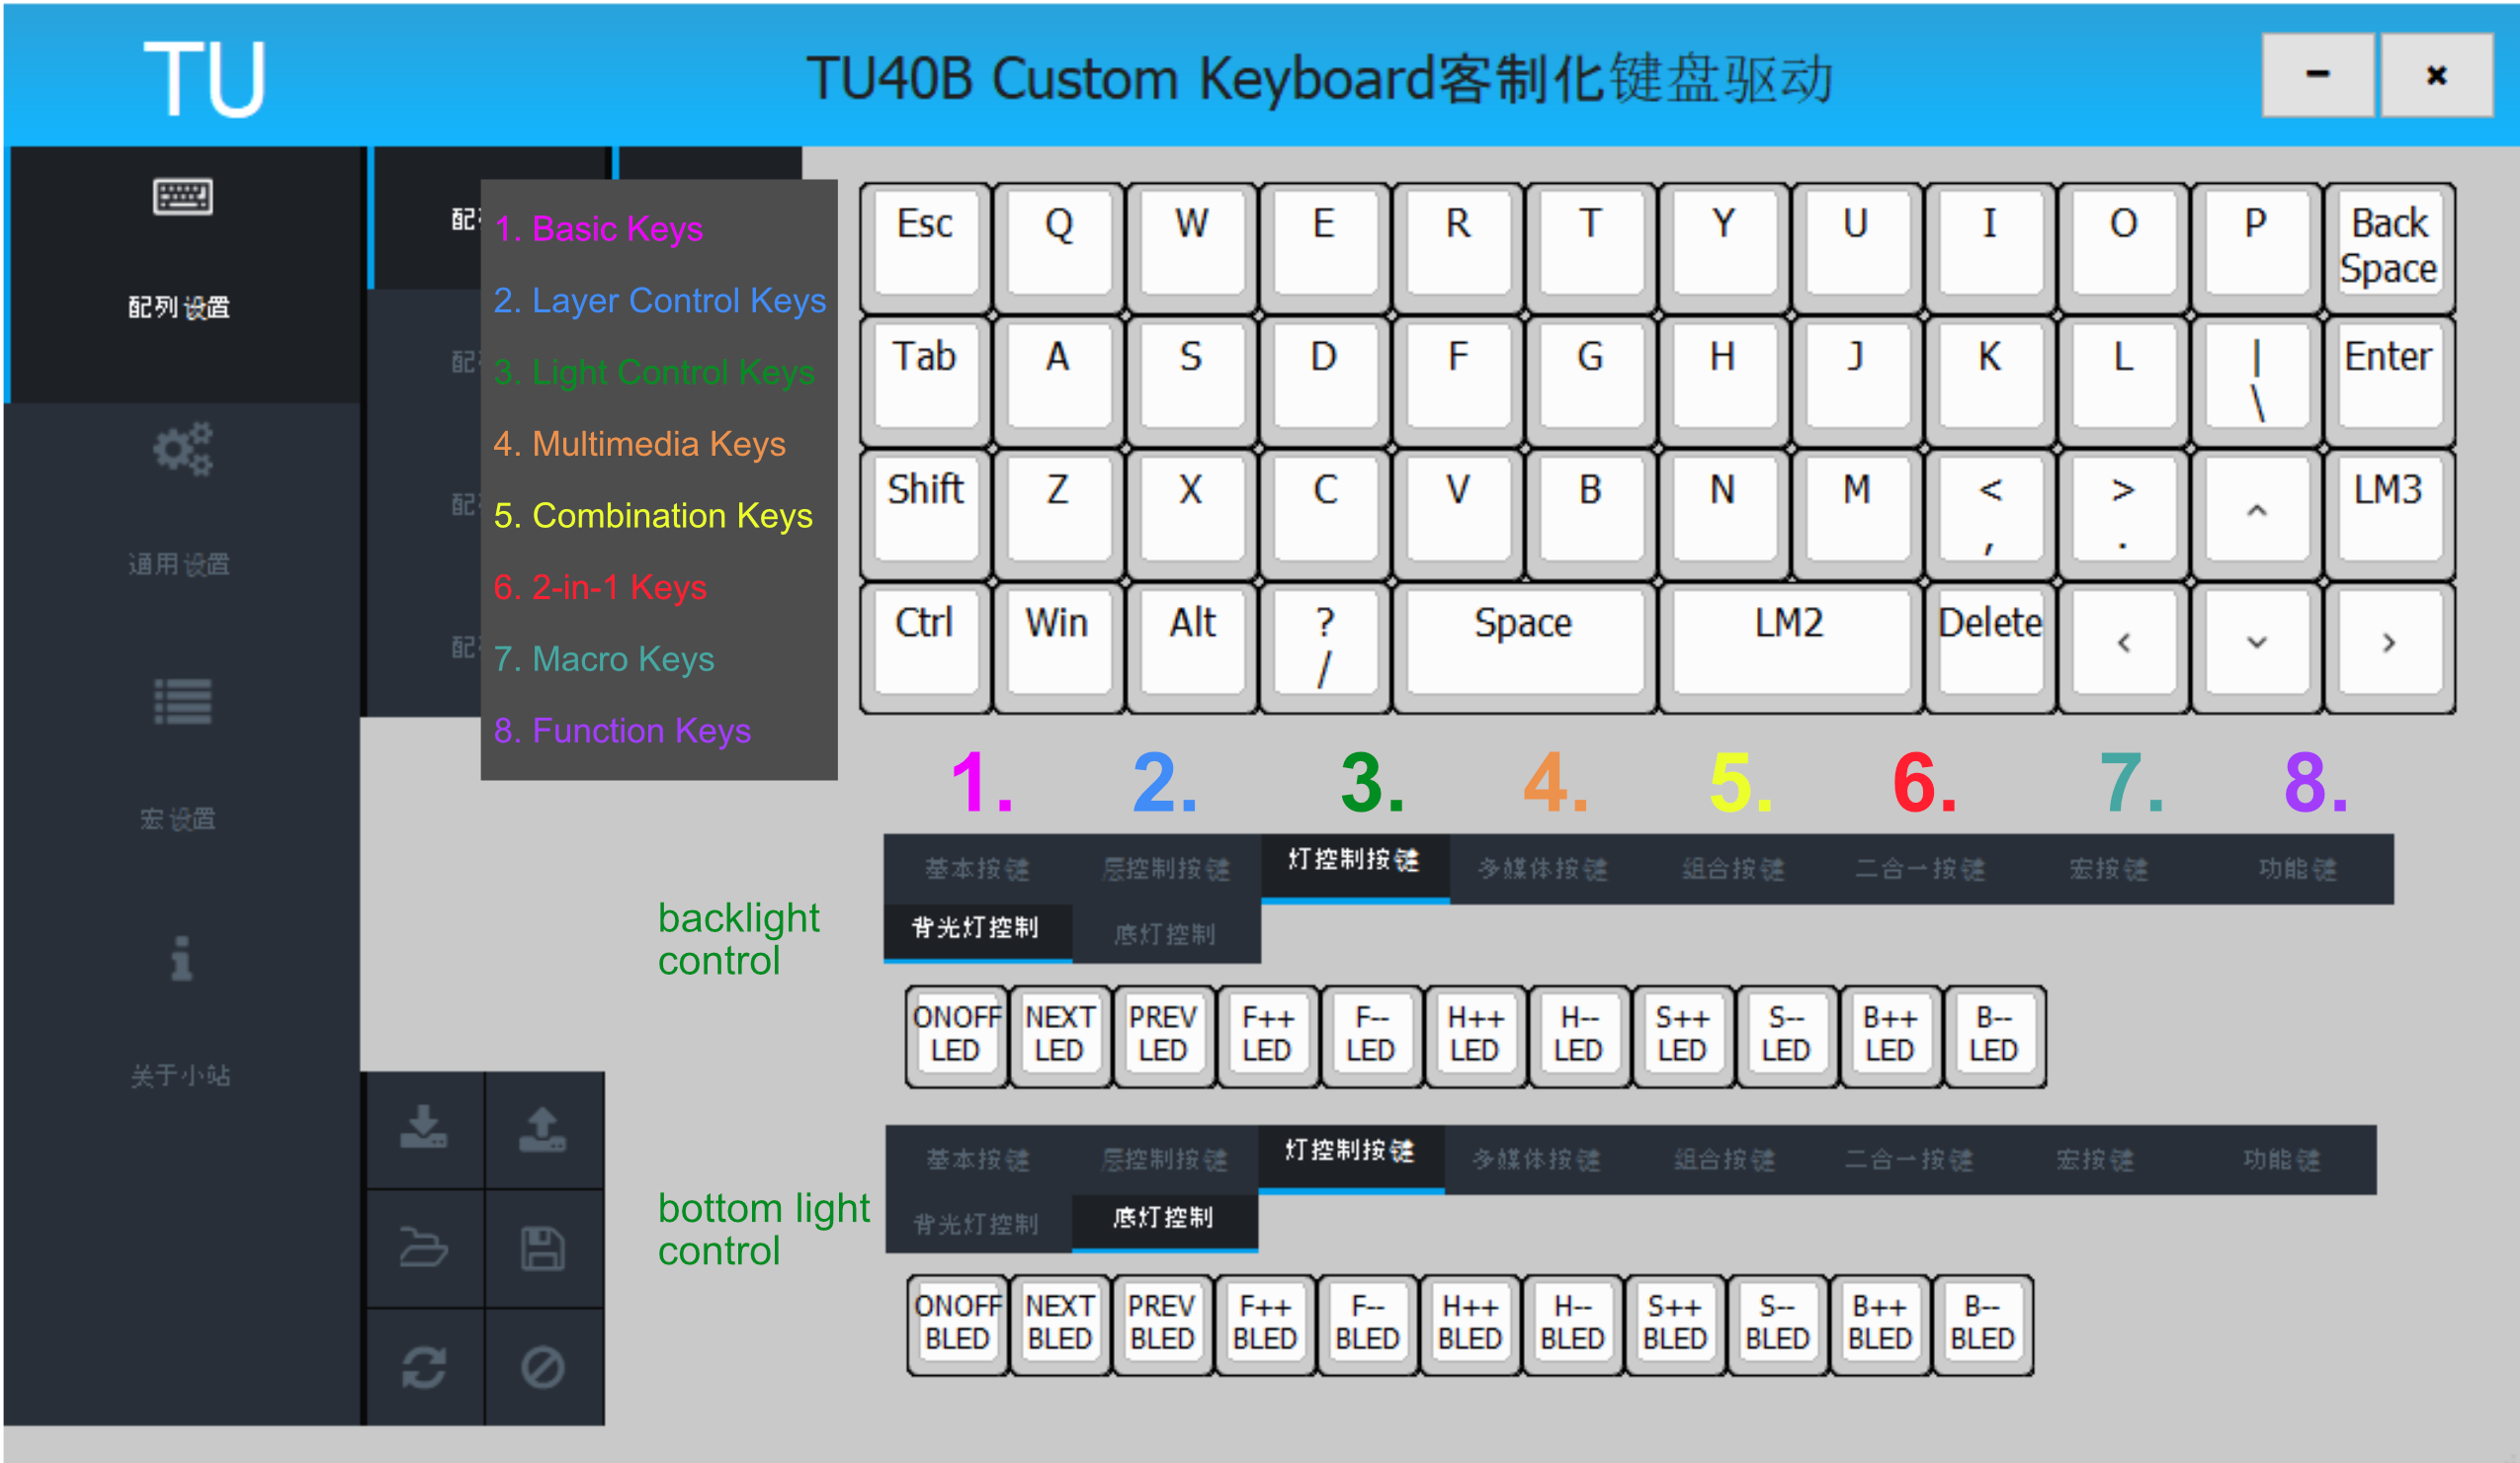 TU
TU40B Custom Keyboard客制化键盘驱动
配列设置
通用设置
宏设置
关于小站
配
配
配
配
1. Basic Keys
2. Layer Control Keys
3. Light Control Keys
4. Multimedia Keys
5. Combination Keys
6. 2-in-1 Keys
7. Macro Keys
8. Function Keys
Esc Q W E R T Y U I O P Back Space
Tab A S D F G H J K L | \ Enter
Shift Z X C V B N M < , > . ^ LM3
Ctrl Win Alt ? / Space LM2 Delete < ⌄ >
1. 2. 3. 4. 5. 6. 7. 8.
基本按键 层控制按键 灯控制按键 多媒体按键 组合按键 二合一按键 宏按键 功能键
backlight control
背光灯控制 底灯控制
ONOFF LED NEXT LED PREV LED F++ LED F-- LED H++ LED H-- LED S++ LED S-- LED B++ LED B-- LED
基本按键 层控制按键 灯控制按键 多媒体按键 组合按键 二合一按键 宏按键 功能键
bottom light control
背光灯控制 底灯控制
ONOFF BLED NEXT BLED PREV BLED F++ BLED F-- BLED H++ BLED H-- BLED S++ BLED S-- BLED B++ BLED B-- BLED